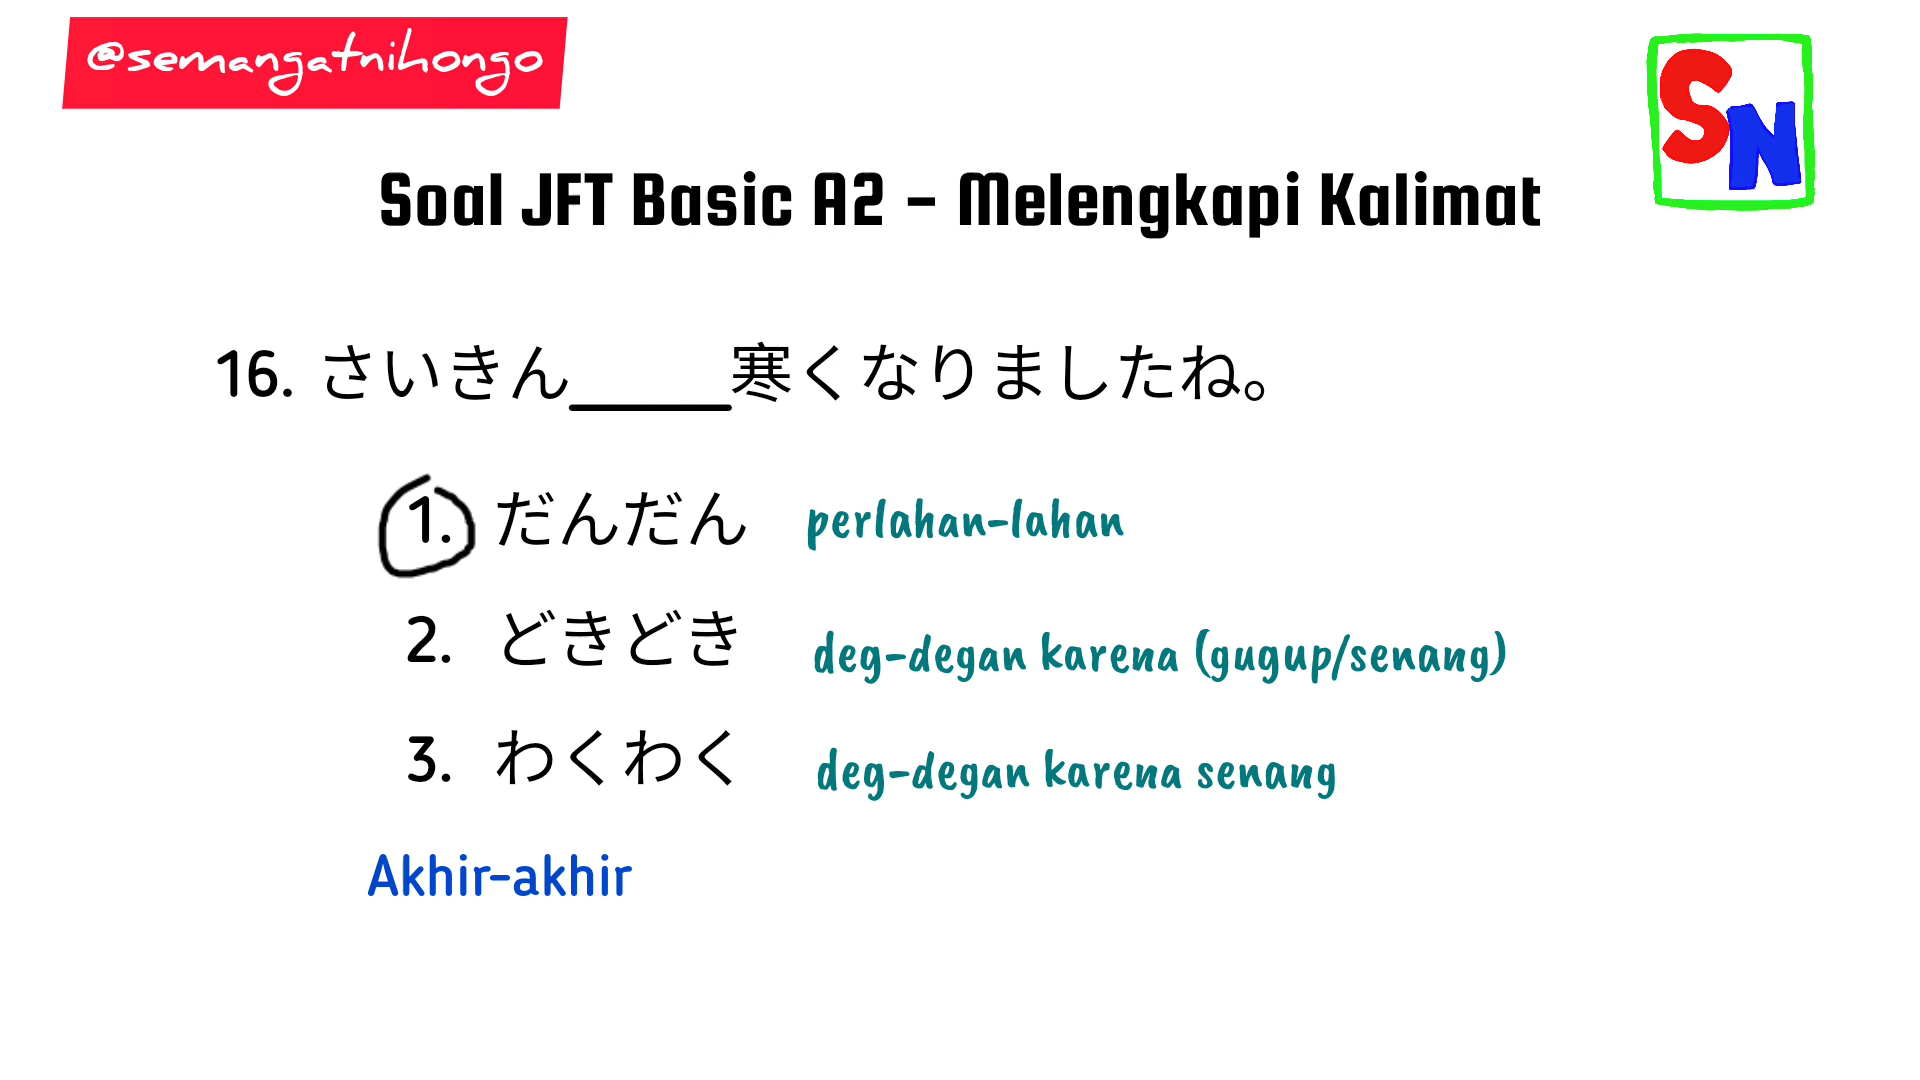 @semangatnihongo
SN
Soal JFT Basic A2 - Melengkapi Kalimat
16. さいきん_____寒くなりましたね。
1. だんだん perlahan-lahan
2. どきどき deg-degan karena (gugup/senang)
3. わくわく deg-degan karena senang
Akhir-akhir